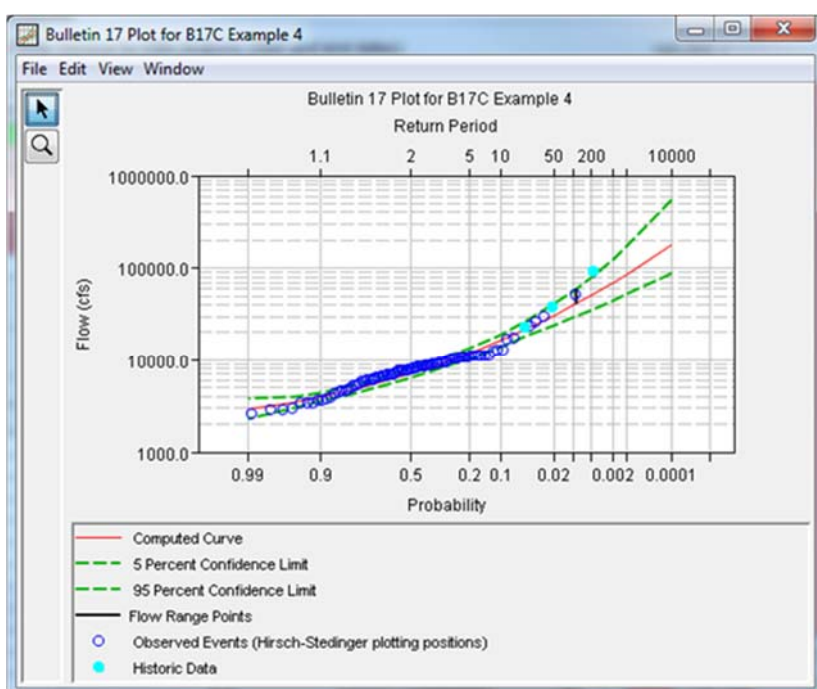 Bulletin 17 Plot for B17C Example 4
File Edit View Window
Bulletin 17 Plot for B17C Example 4
Return Period
1.1 2 5 10 50 200 10000
1000000.0
100000.0
10000.0
1000.0
Flow (cfs)
0.99 0.9 0.5 0.2 0.1 0.02 0.002 0.0001
Probability
Computed Curve
5 Percent Confidence Limit
95 Percent Confidence Limit
Flow Range Points
Observed Events (Hirsch-Stedinger plotting positions)
Historic Data